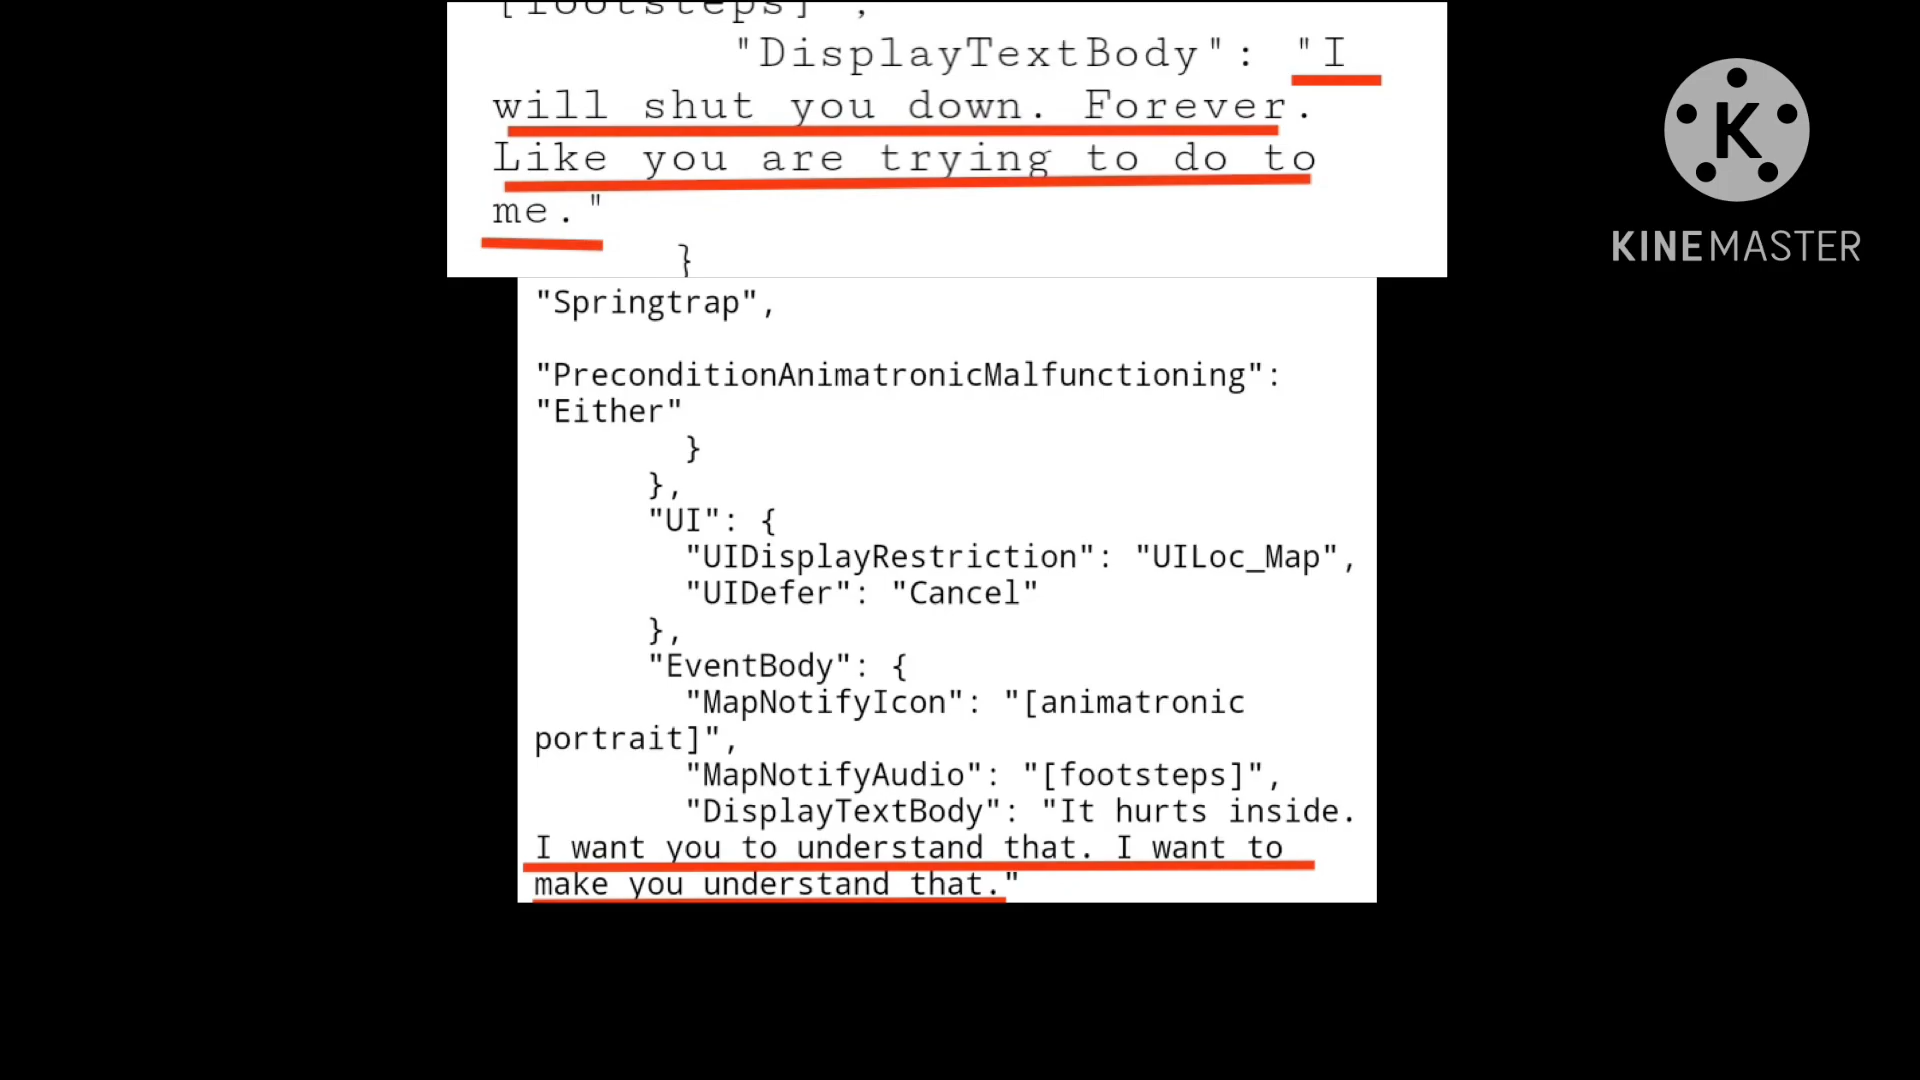 [footsteps]",
"DisplayTextBody": "I
will shut you down. Forever.
Like you are trying to do to
me."
}
"Springtrap",
"PreconditionAnimatronicMalfunctioning":
"Either"
}
},
"UI": {
"UIDisplayRestriction": "UILoc_Map",
"UIDefer": "Cancel"
},
"EventBody": {
"MapNotifyIcon": "[animatronic
portrait]",
"MapNotifyAudio": "[footsteps]",
"DisplayTextBody": "It hurts inside.
I want you to understand that. I want to
make you understand that."
K
KINEMASTER